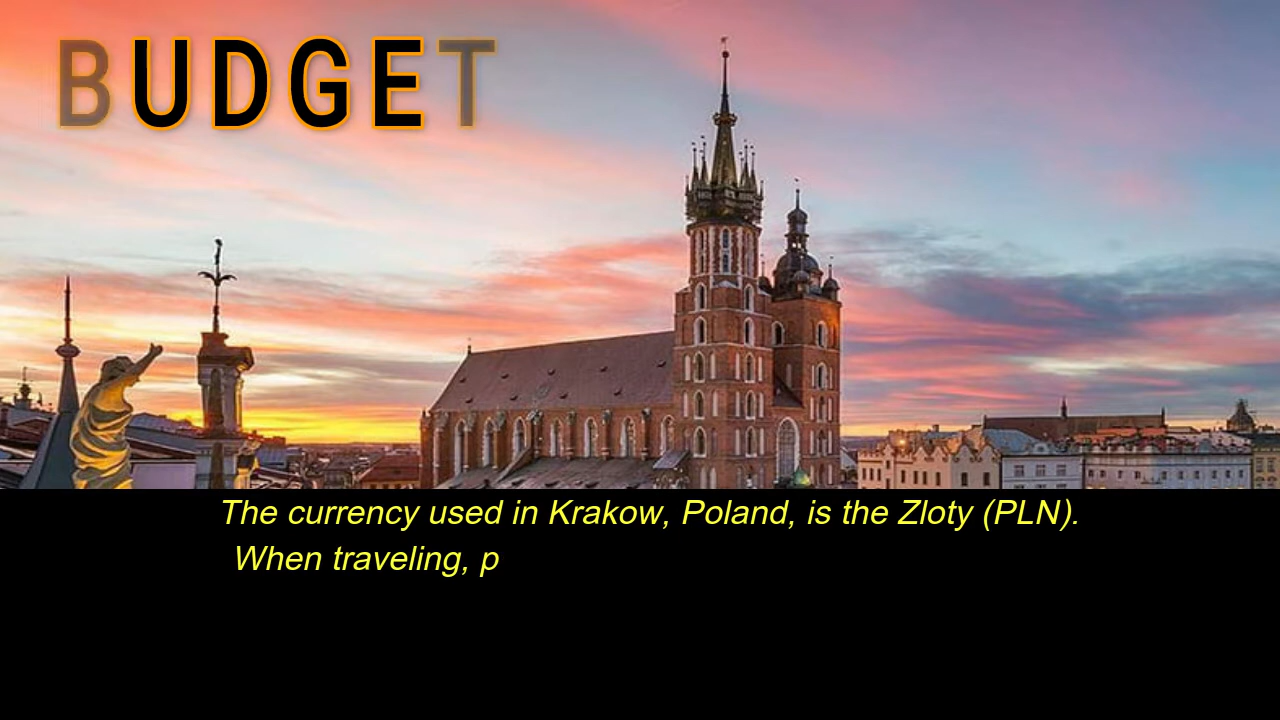 BUDGET
The currency used in Krakow, Poland, is the Zloty (PLN).
When traveling, p